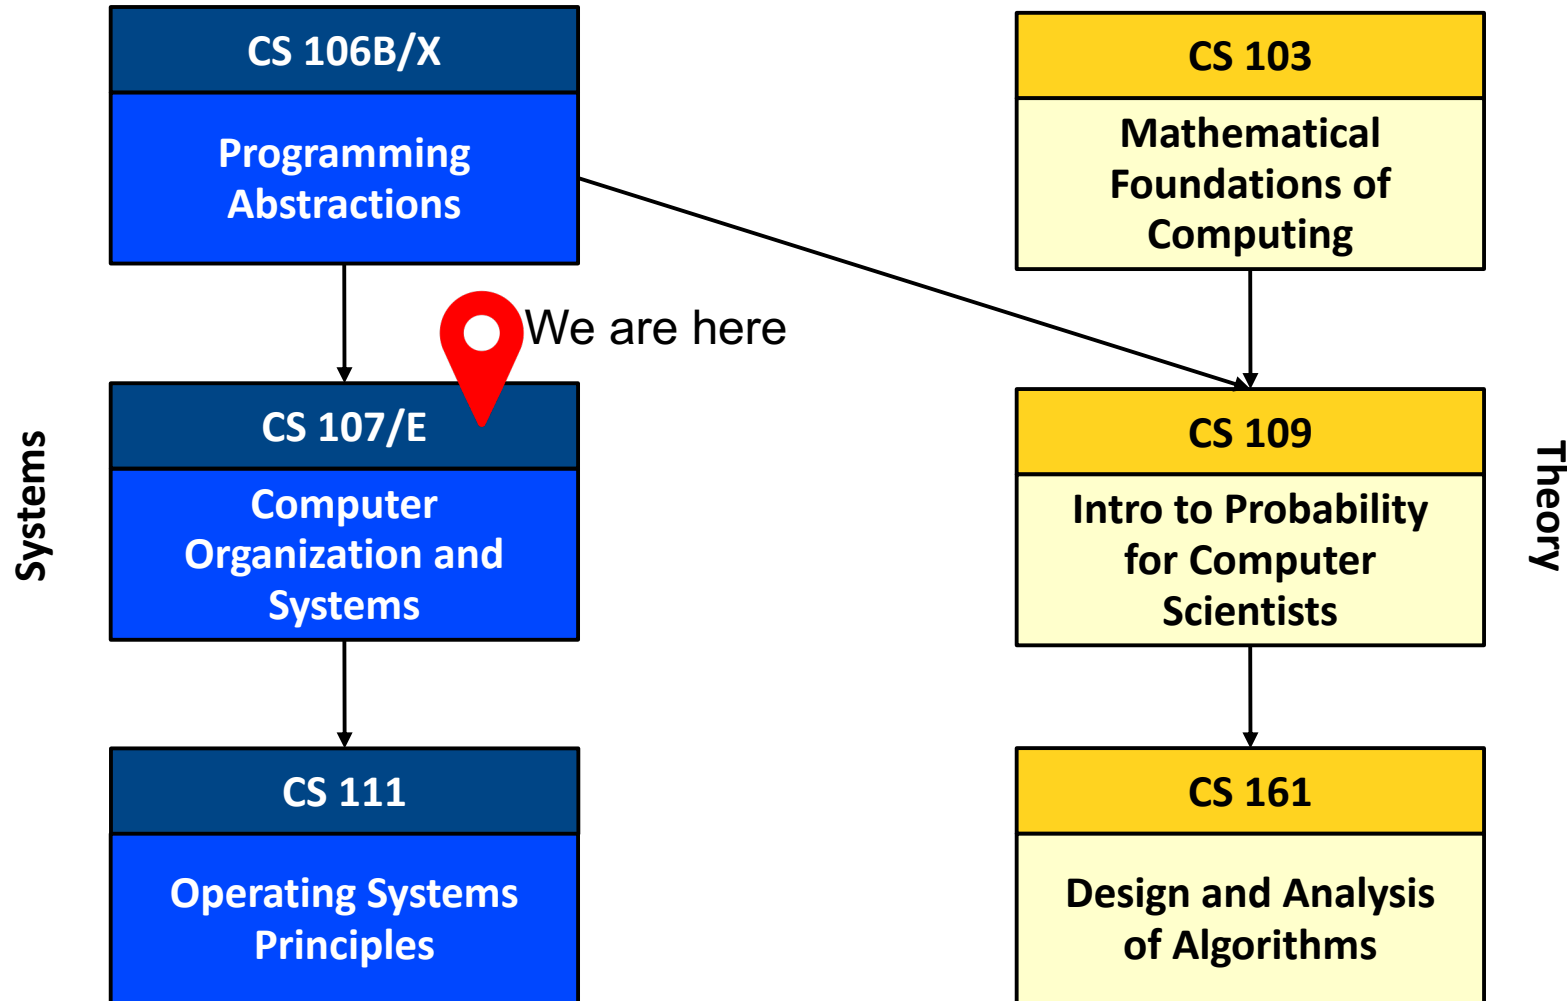 CS 106B/X
Programming
Abstractions
CS 103
Mathematical
Foundations of
Computing
We are here
Systems
CS 107/E
Computer
Organization and
Systems
CS 109
Intro to Probability
for Computer
Scientists
Theory
CS 111
Operating Systems
Principles
CS 161
Design and Analysis
of Algorithms